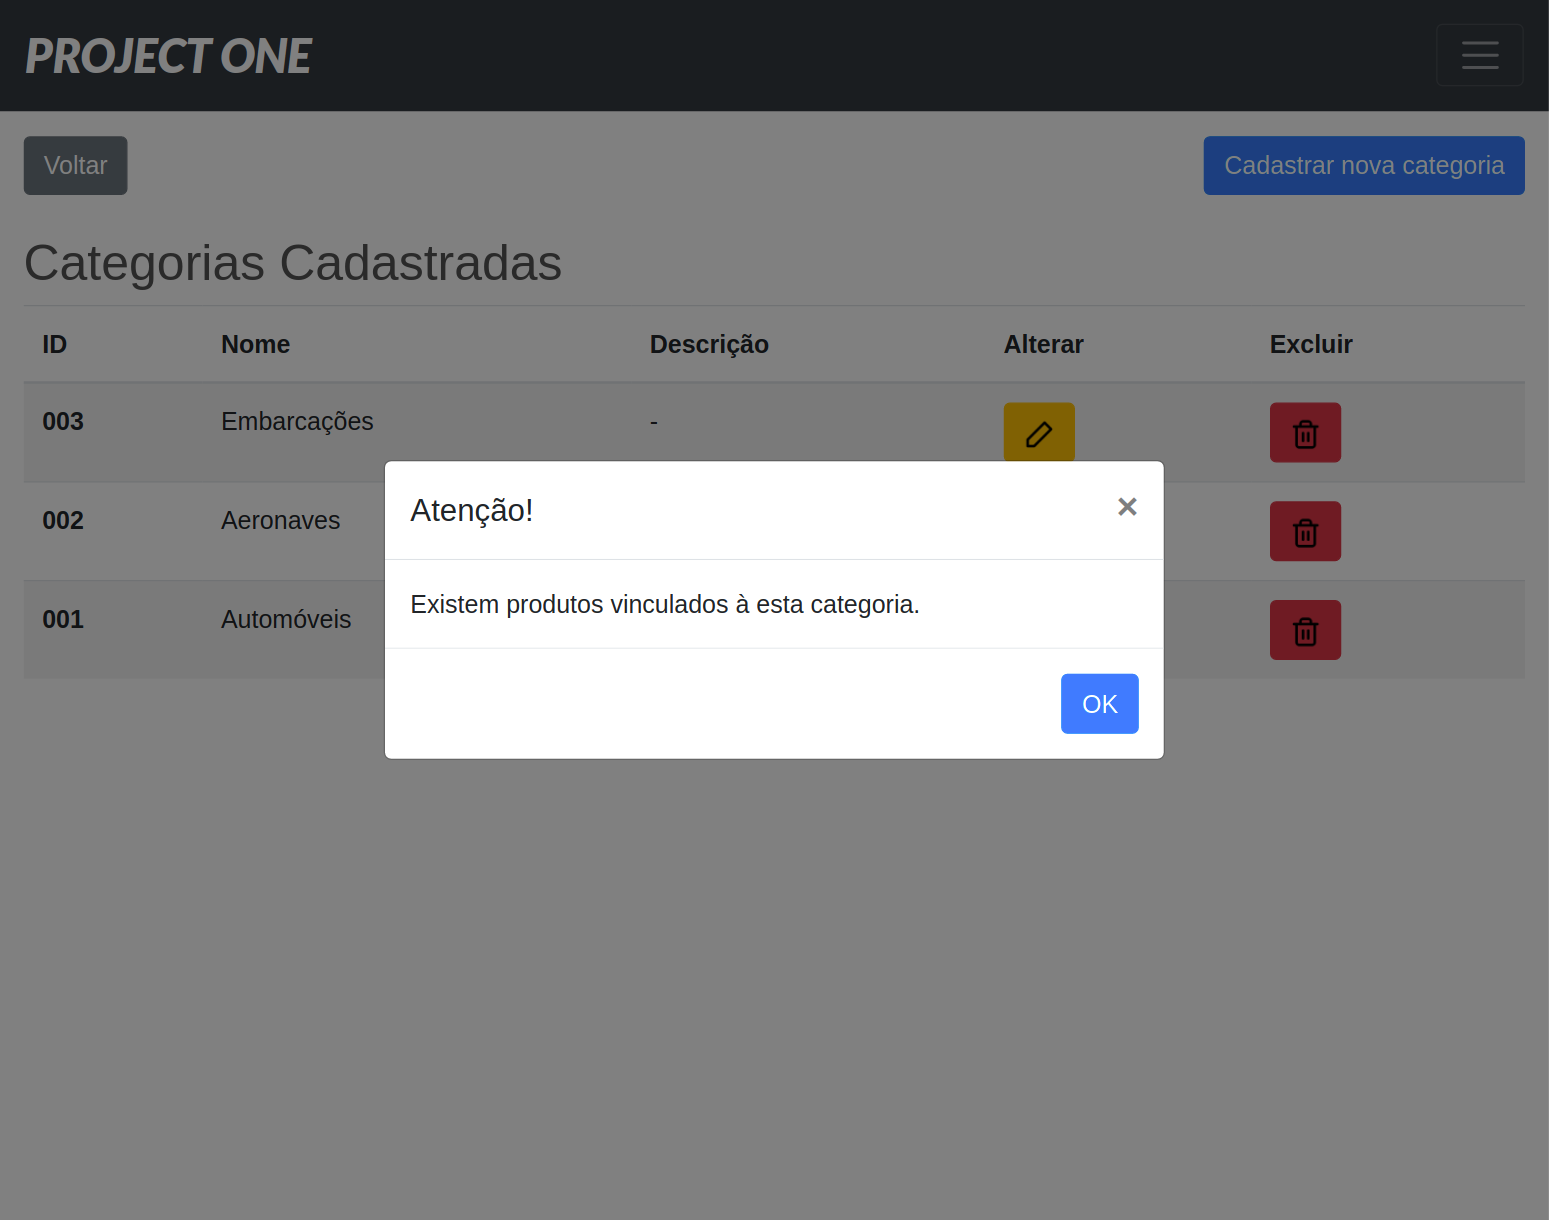 PROJECT ONE
Voltar
Cadastrar nova categoria
Categorias Cadastradas
ID Nome Descrição Alterar Excluir
003 Embarcações -
Atenção! ×
002 Aeronaves
Existem produtos vinculados à esta categoria.
001 Automóveis
OK